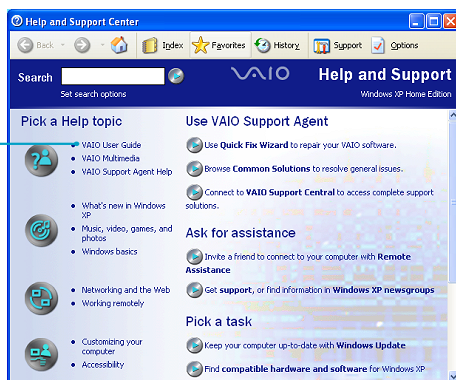 Help and Support Center
Back
Index
Favorites
History
Support
Options
Search
VAIO
Help and Support
Set search options
Windows XP Home Edition
Pick a Help topic
VAIO User Guide
VAIO Multimedia
VAIO Support Agent Help
What's new in Windows
XP
Music, video, games, and
photos
Windows basics
Networking and the Web
Working remotely
Customizing your
computer
Accessibility
Use VAIO Support Agent
Use Quick Fix Wizard to repair your VAIO software.
Browse Common Solutions to resolve general issues.
Connect to VAIO Support Central to access complete support
solutions.
Ask for assistance
Invite a friend to connect to your computer with Remote
Assistance
Get support, or find information in Windows XP newsgroups
Pick a task
Keep your computer up-to-date with Windows Update
Find compatible hardware and software for Windows XP